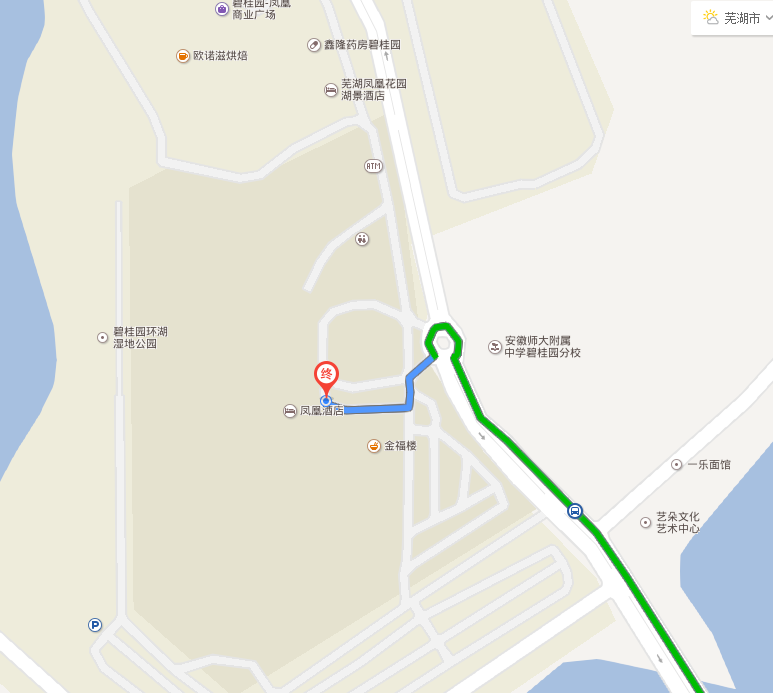 碧桂园-凤凰
商业广场
芜湖市
鑫隆药房碧桂园
欧诺滋烘焙
芜湖凤凰花园
湖景酒店
ATM
碧桂园环湖
湿地公园
安徽师大附属
中学碧桂园分校
终
凤凰酒店
金福楼
一乐面馆
艺朵文化
艺术中心
P